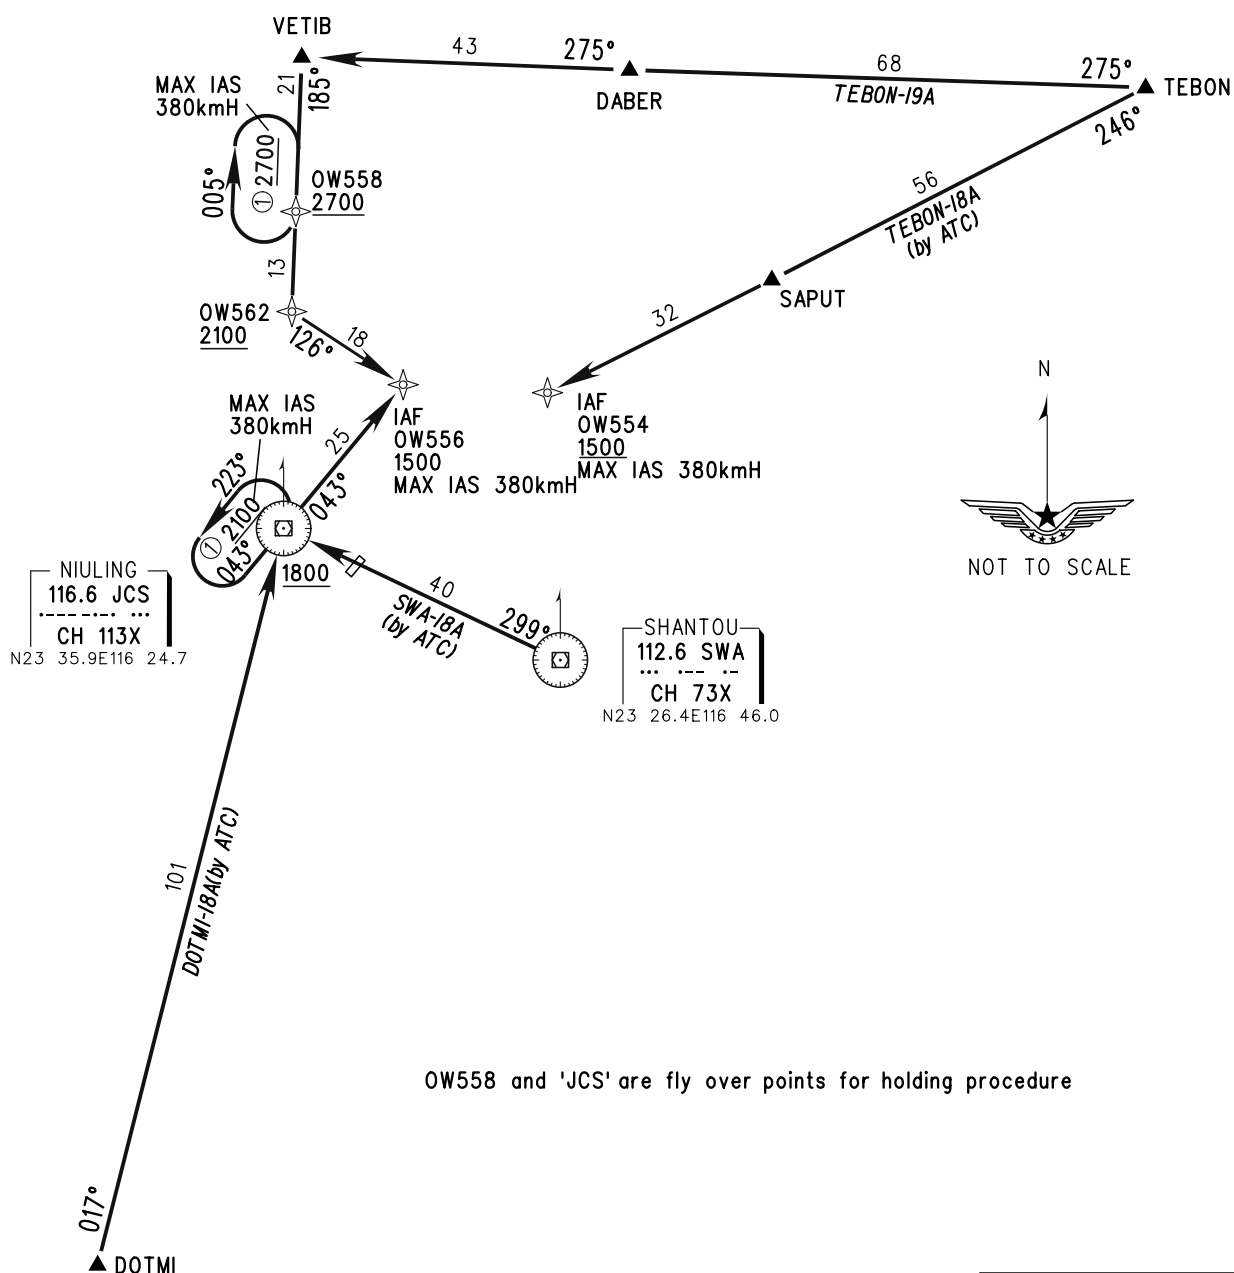 VETIB
43
275°
68
TEBON-19A
275°
TEBON
DABER
246°
MAX IAS
380kmH
21
185°
005°
① 2700
OW558
2700
56
TEBON-18A
(by ATC)
13
SAPUT
OW562
2100
126°
18
32
N
MAX IAS
380kmH
25
IAF
OW556
1500
MAX IAS 380kmH
IAF
OW554
1500
MAX IAS 380kmH
223°
043°
① 2100
043°
1800
NOT TO SCALE
NIULING
116.6 JCS
·--- -·-· ···
CH 113X
N23 35.9E116 24.7
40
SWA-18A
(by ATC)
299°
SHANTOU
112.6 SWA
··· ·-- ·-
CH 73X
N23 26.4E116 46.0
101
DOTMI-18A(by ATC)
OW558 and 'JCS' are fly over points for holding procedure
017°
DOTMI